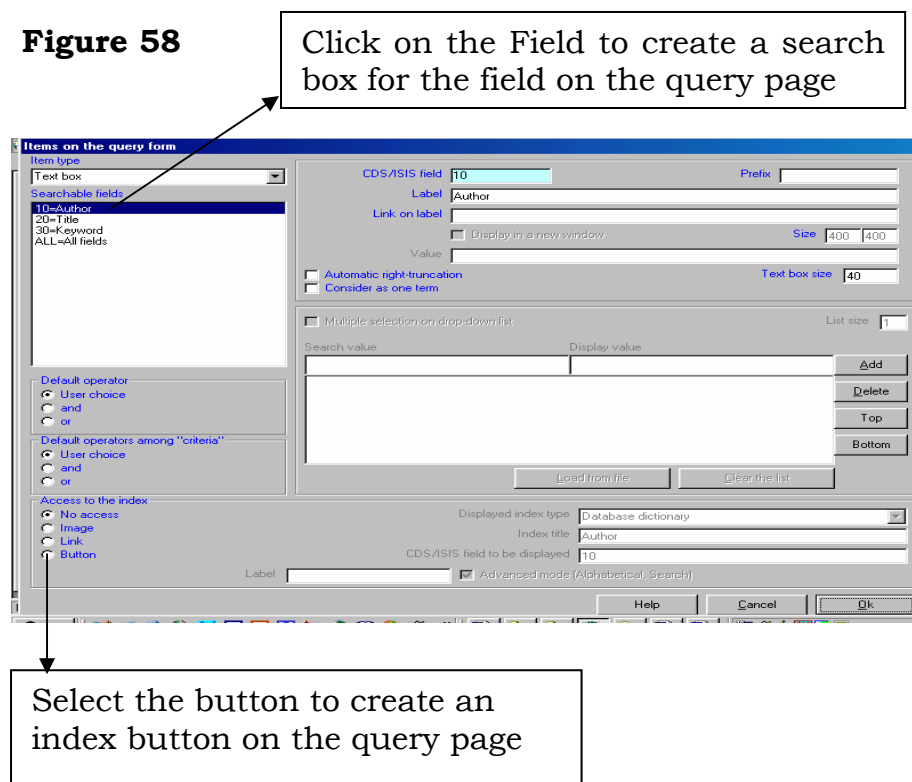 Figure 58
Click on the Field to create a search
box for the field on the query page
Items on the query form
Item type
Text box
Searchable fields
10=Author
20=Title
30=Keyword
ALL=All fields
CDS/ISIS field 10 Prefix
Label Author
Link on label
Display in a new window Size 400 400
Value
Automatic right-truncation Text box size 40
Consider as one term
Multiple selection on drop-down list List size 1
Search value Display value
Add
Delete
Top
Bottom
Load from file Clear the list
Default operator
User choice
and
or
Default operators among "criteria"
User choice
and
or
Access to the index
No access
Image
Link
Button
Displayed index type Database dictionary
Index title Author
CDS/ISIS field to be displayed 10
Label Advanced mode (Alphabetical, Search)
Help Cancel Ok
Select the button to create an
index button on the query page